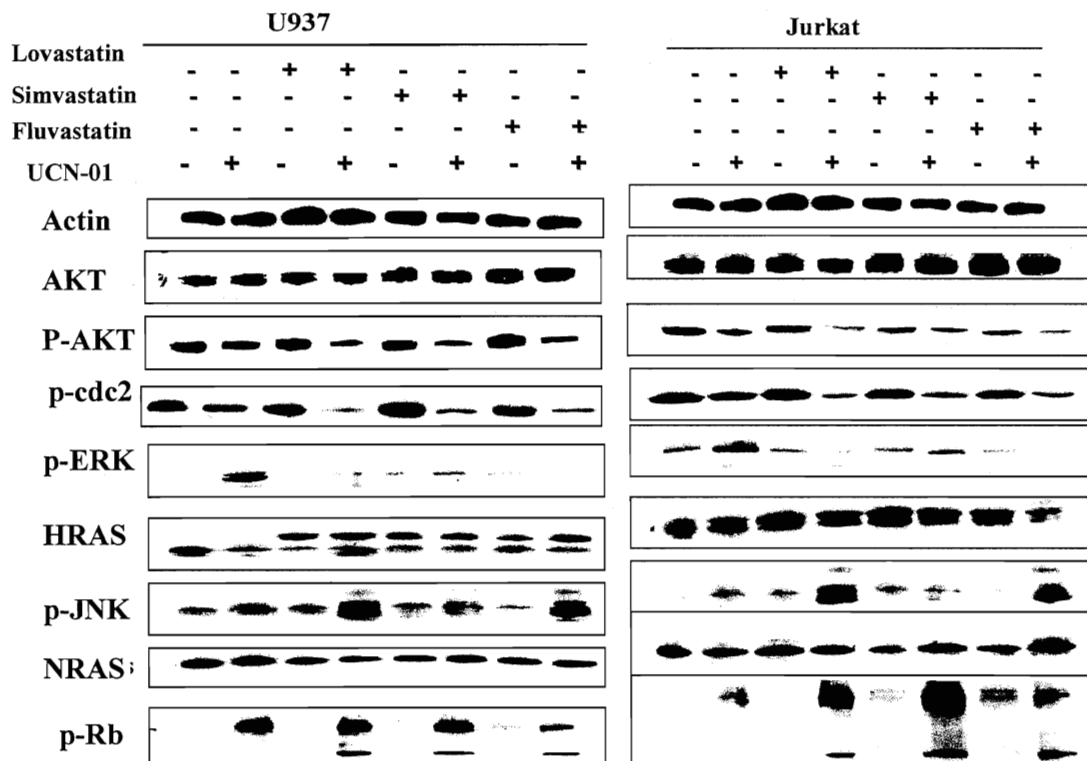 U937 Jurkat
Lovastatin - - + + - - - - - - + + - - - -
Simvastatin - - - - + + - - - - - - + + - -
Fluvastatin - - - - - - + + - - - - - - + +
UCN-01 - + - + - + - + - + - + - + - +
Actin
AKT
P-AKT
p-cdc2
p-ERK
HRAS
p-JNK
NRAS
p-Rb